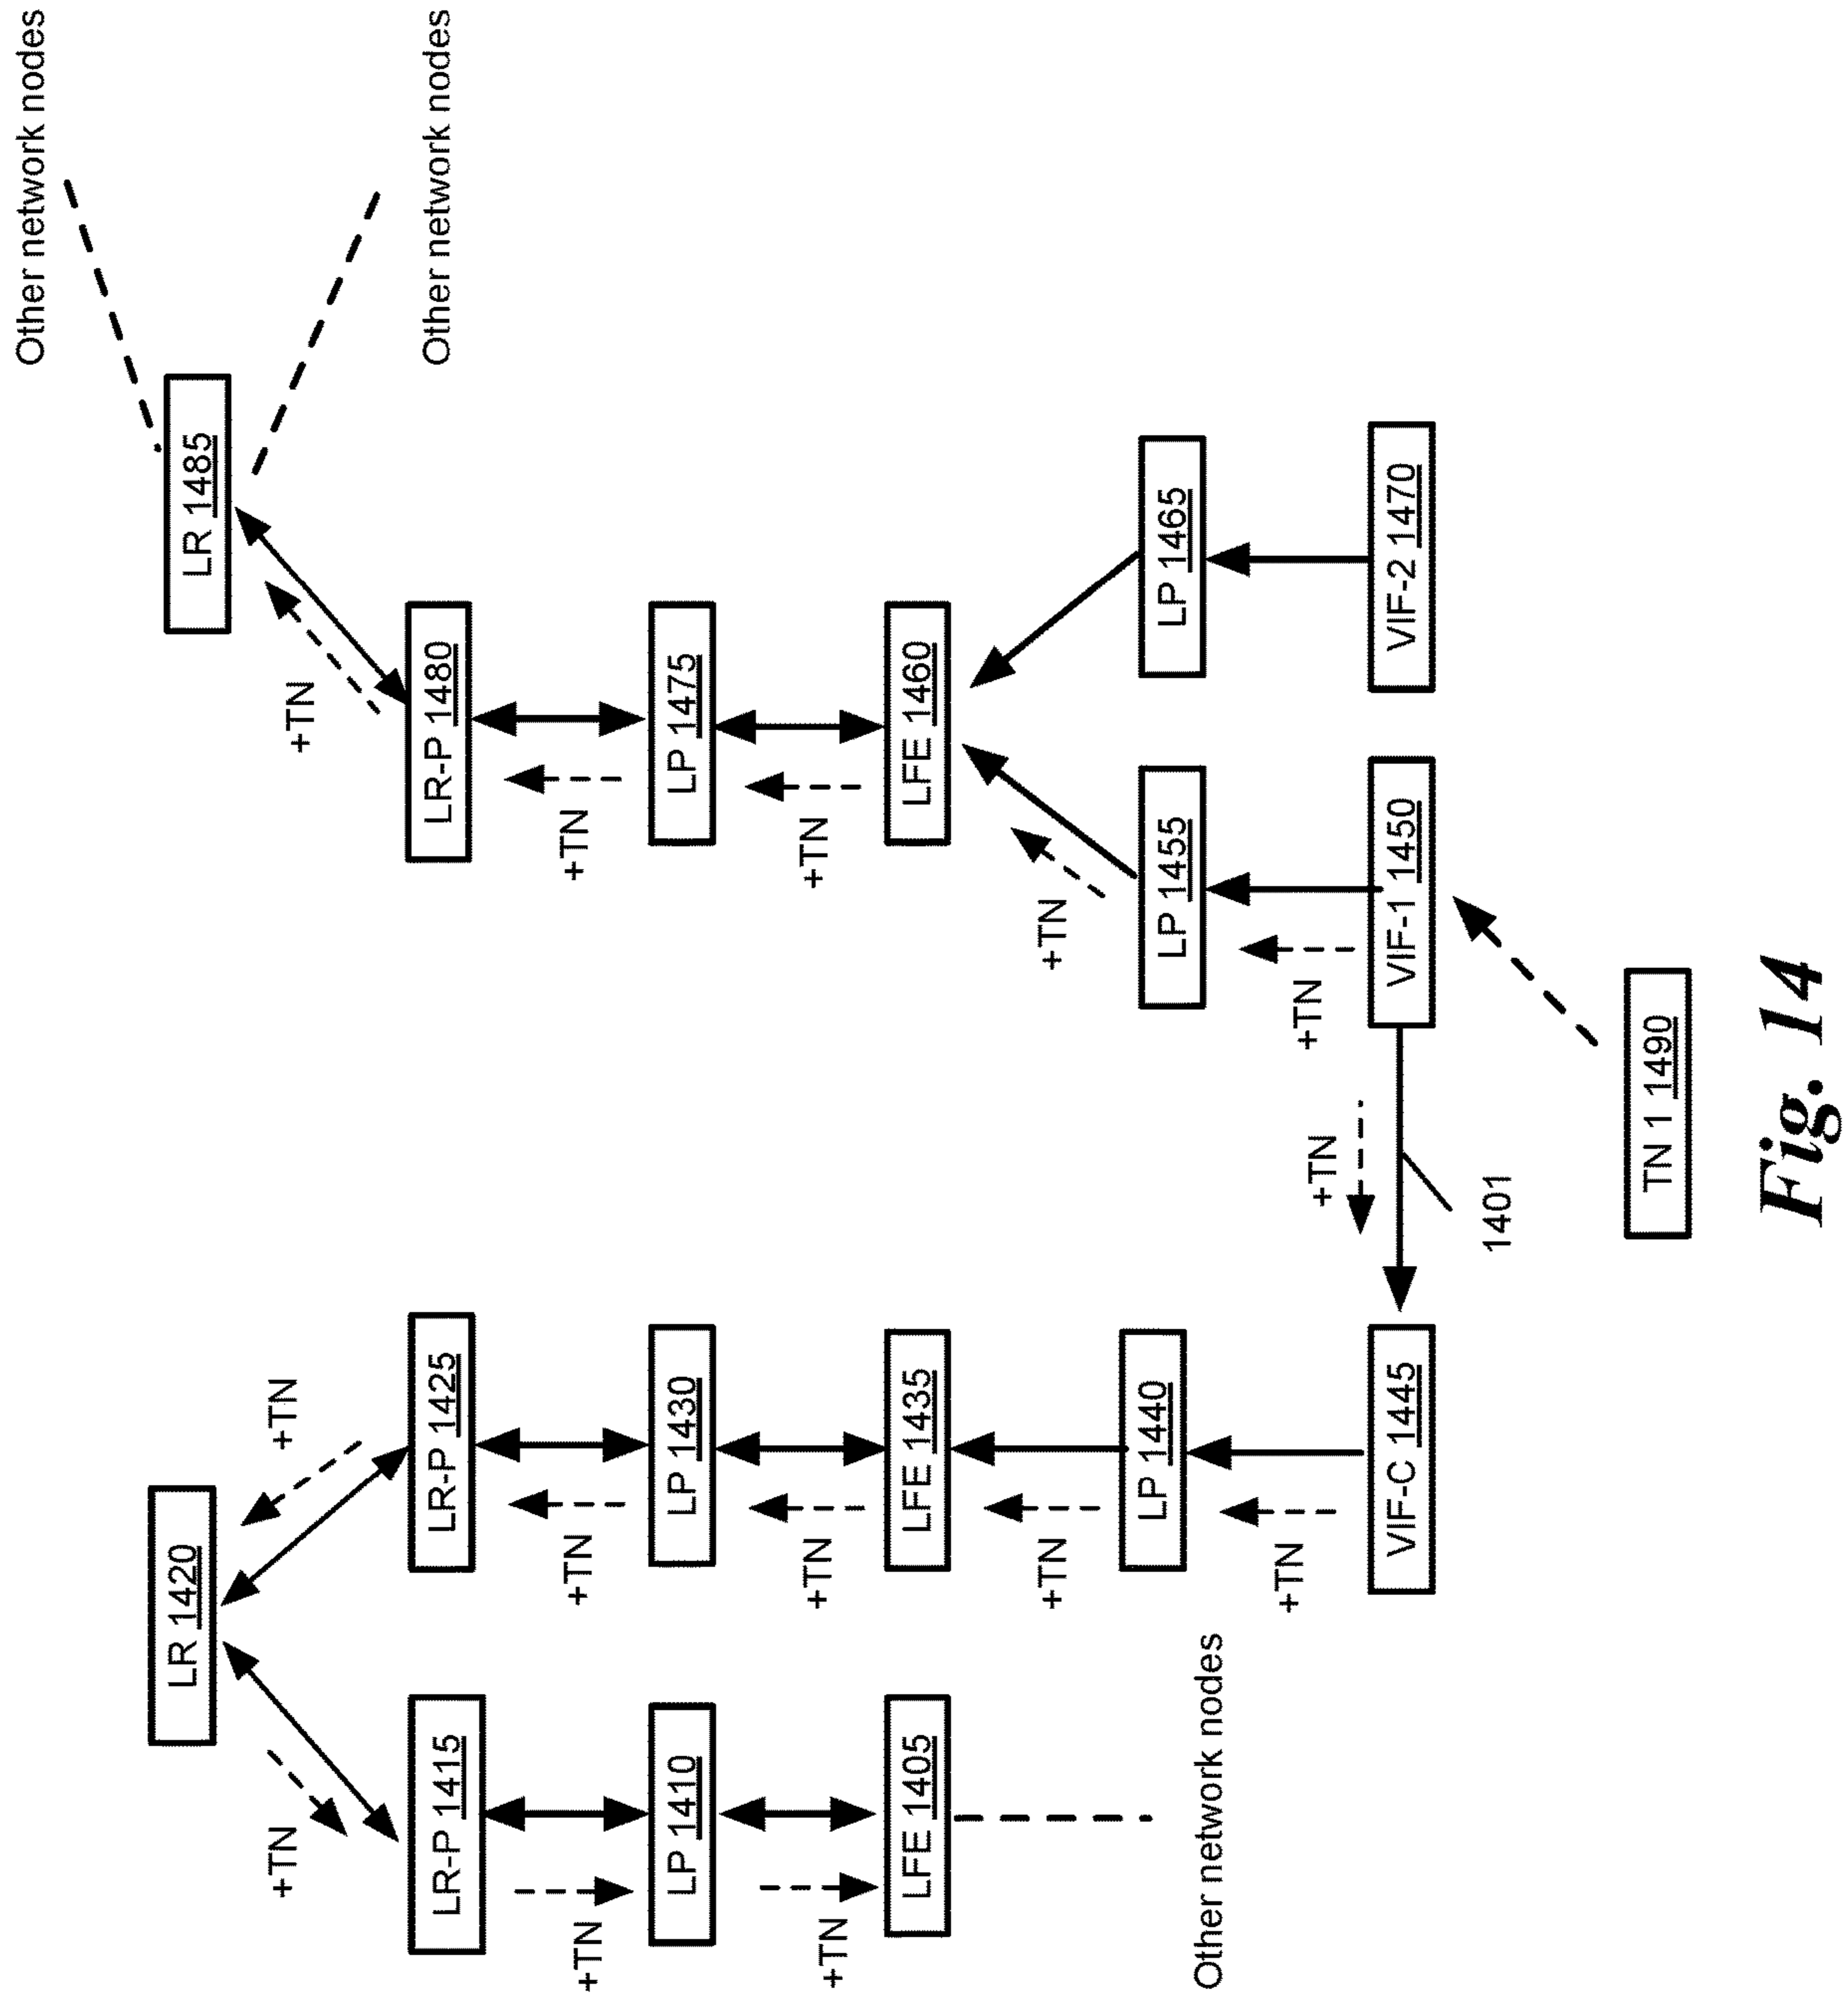 Other network nodes
LR 1420
LR 1485
+TN
+TN
+TN
LR-P 1415
LR-P 1425
LR-P 1480
Other network nodes
+TN
+TN
+TN
LP 1410
LP 1430
LP 1475
+TN
+TN
+TN
LFE 1405
LFE 1435
LFE 1460
+TN
+TN
LP 1440
LP 1455
LP 1465
Other network nodes
+TN
+TN
+TN
VIF-C 1445
VIF-1 1450
VIF-2 1470
1401
TN 1 1490
Fig. 14